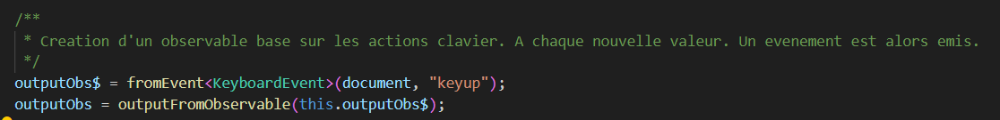 /**
* Creation d'un observable base sur les actions clavier. A chaque nouvelle valeur. Un evenement est alors emis.
*/
outputObs$ = fromEvent<KeyboardEvent>(document, "keyup");
outputObs = outputFromObservable(this.outputObs$);